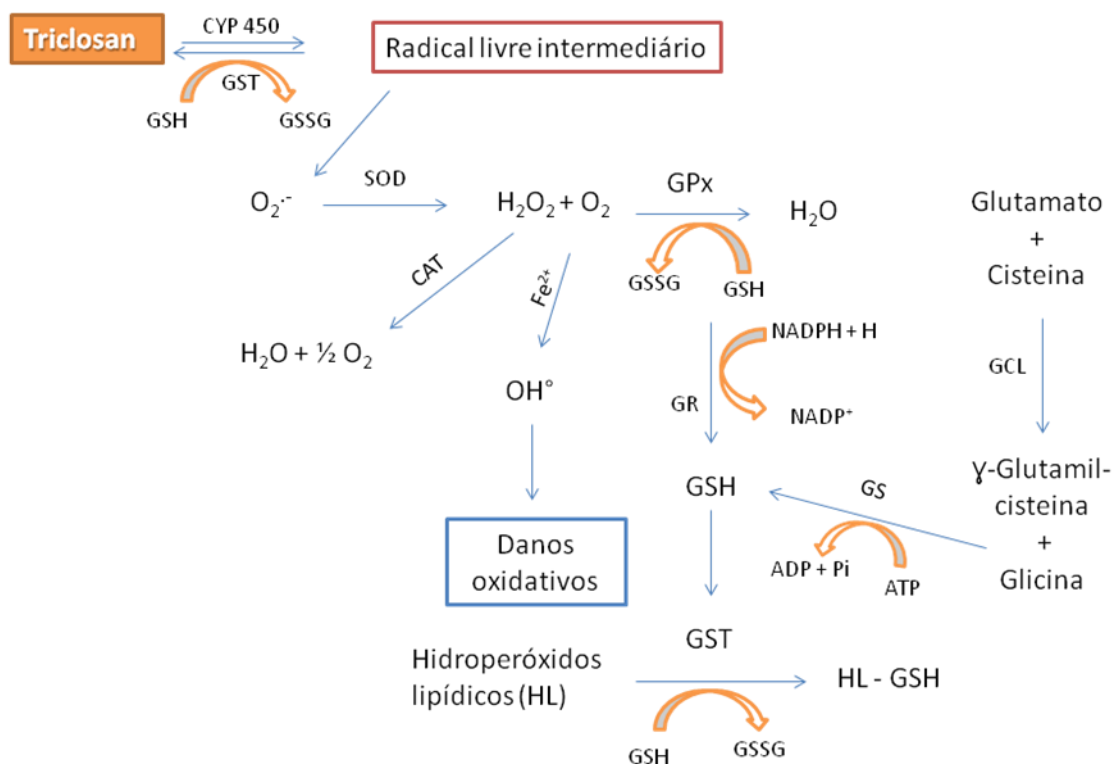 Triclosan
CYP 450
GST
GSH
GSSG
Radical livre intermediário
O₂·⁻
SOD
H₂O₂ + O₂
GPx
H₂O
GSSG
GSH
CAT
Fe²⁺
H₂O + ½ O₂
OH°
Danos
oxidativos
NADPH + H
GR
NADP⁺
GSH
Glutamato
+
Cisteina
GCL
ɣ-Glutamil-
cisteina
+
Glicina
GS
ADP + Pi
ATP
GST
Hidroperóxidos
lipídicos (HL)
HL - GSH
GSH
GSSG